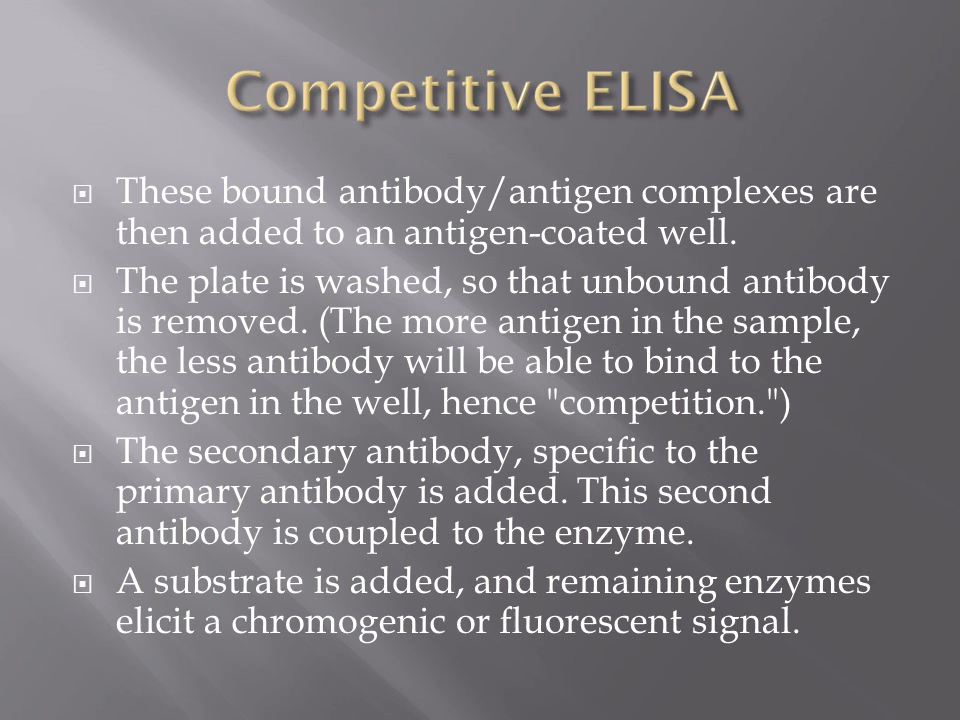 Competitive ELISA
These bound antibody/antigen complexes are
then added to an antigen-coated well.
The plate is washed, so that unbound antibody
is removed. (The more antigen in the sample,
the less antibody will be able to bind to the
antigen in the well, hence "competition.")
The secondary antibody, specific to the
primary antibody is added. This second
antibody is coupled to the enzyme.
A substrate is added, and remaining enzymes
elicit a chromogenic or fluorescent signal.